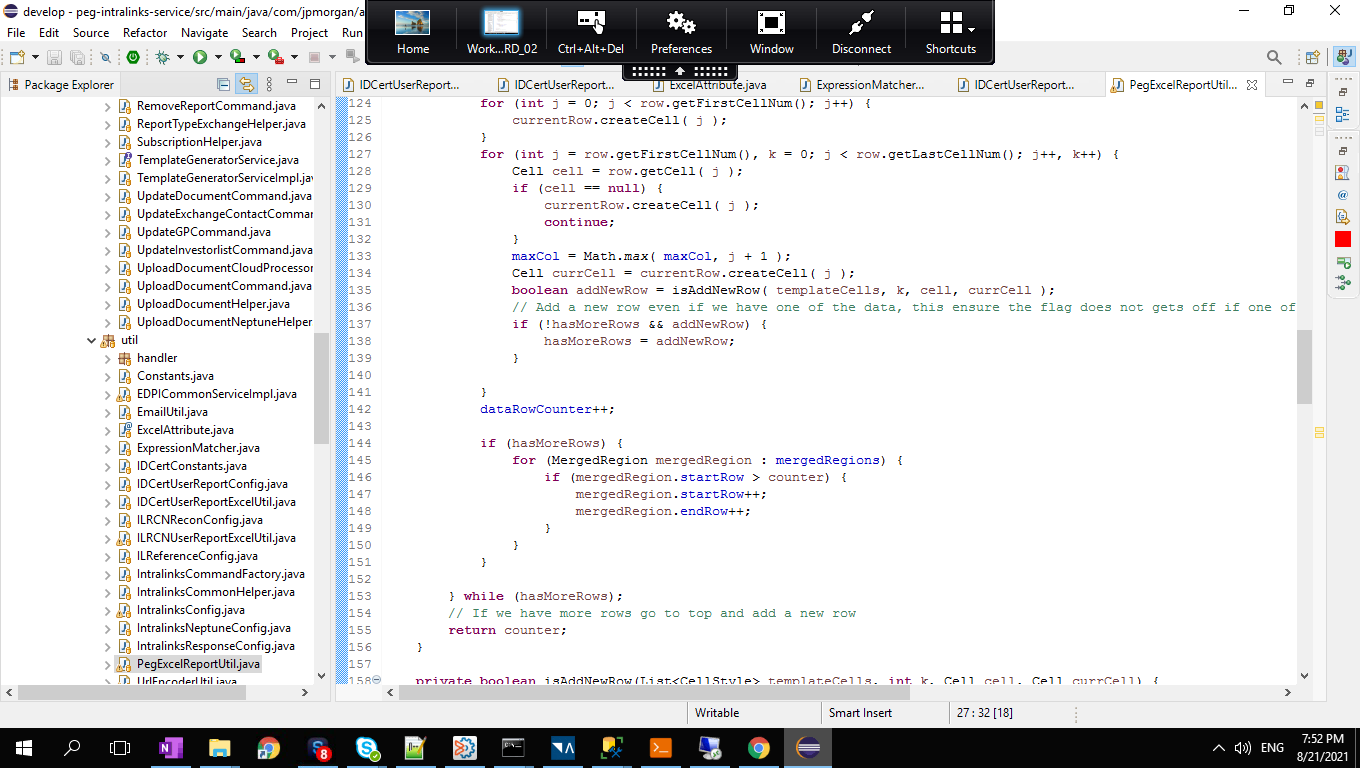 develop - peg-intralinks-service/src/main/java/com/jpmorgan/a
File Edit Source Refactor Navigate Search Project Run
Home
Work...RD_02
Ctrl+Alt+Del
Preferences
Window
Disconnect
Shortcuts
Package Explorer
IDCertUserReport...
IDCertUserReport...
ExcelAttribute.java
ExpressionMatcher...
IDCertUserReport...
PegExcelReportUtil...
RemoveReportCommand.java
ReportTypeExchangeHelper.java
SubscriptionHelper.java
TemplateGeneratorService.java
TemplateGeneratorServiceImpl.jav
UpdateDocumentCommand.java
UpdateExchangeContactCommar
UpdateGPCommand.java
UpdateInvestorlistCommand.java
UploadDocumentCloudProcessor
UploadDocumentCommand.java
UploadDocumentHelper.java
UploadDocumentNeptuneHelper
util
handler
Constants.java
EDPICommonServiceImpl.java
EmailUtil.java
ExcelAttribute.java
ExpressionMatcher.java
IDCertConstants.java
IDCertUserReportConfig.java
IDCertUserReportExcelUtil.java
ILRCNReconConfig.java
ILRCNUserReportExcelUtil.java
ILReferenceConfig.java
IntralinksCommandFactory.java
IntralinksCommonHelper.java
IntralinksConfig.java
IntralinksNeptuneConfig.java
IntralinksResponseConfig.java
PegExcelReportUtil.java
UrlEncoderUtil.java
124 for (int j = 0; j < row.getFirstCellNum(); j++) {
125 currentRow.createCell( j );
126 }
127 for (int j = row.getFirstCellNum(), k = 0; j < row.getLastCellNum(); j++, k++) {
128 Cell cell = row.getCell( j );
129 if (cell == null) {
130 currentRow.createCell( j );
131 continue;
132 }
133 maxCol = Math.max( maxCol, j + 1 );
134 Cell currCell = currentRow.createCell( j );
135 boolean addNewRow = isAddNewRow( templateCells, k, cell, currCell );
136 // Add a new row even if we have one of the data, this ensure the flag does not gets off if one of
137 if (!hasMoreRows && addNewRow) {
138 hasMoreRows = addNewRow;
139 }
140
141 }
142 dataRowCounter++;
143
144 if (hasMoreRows) {
145 for (MergedRegion mergedRegion : mergedRegions) {
146 if (mergedRegion.startRow > counter) {
147 mergedRegion.startRow++;
148 mergedRegion.endRow++;
149 }
150 }
151 }
152
153 } while (hasMoreRows);
154 // If we have more rows go to top and add a new row
155 return counter;
156 }
157
158 private boolean isAddNewRow(List<CellStyle> templateCells, int k, Cell cell, Cell currCell) {
Writable
Smart Insert
27 : 32 [18]
8
ENG
7:52 PM
8/21/2021